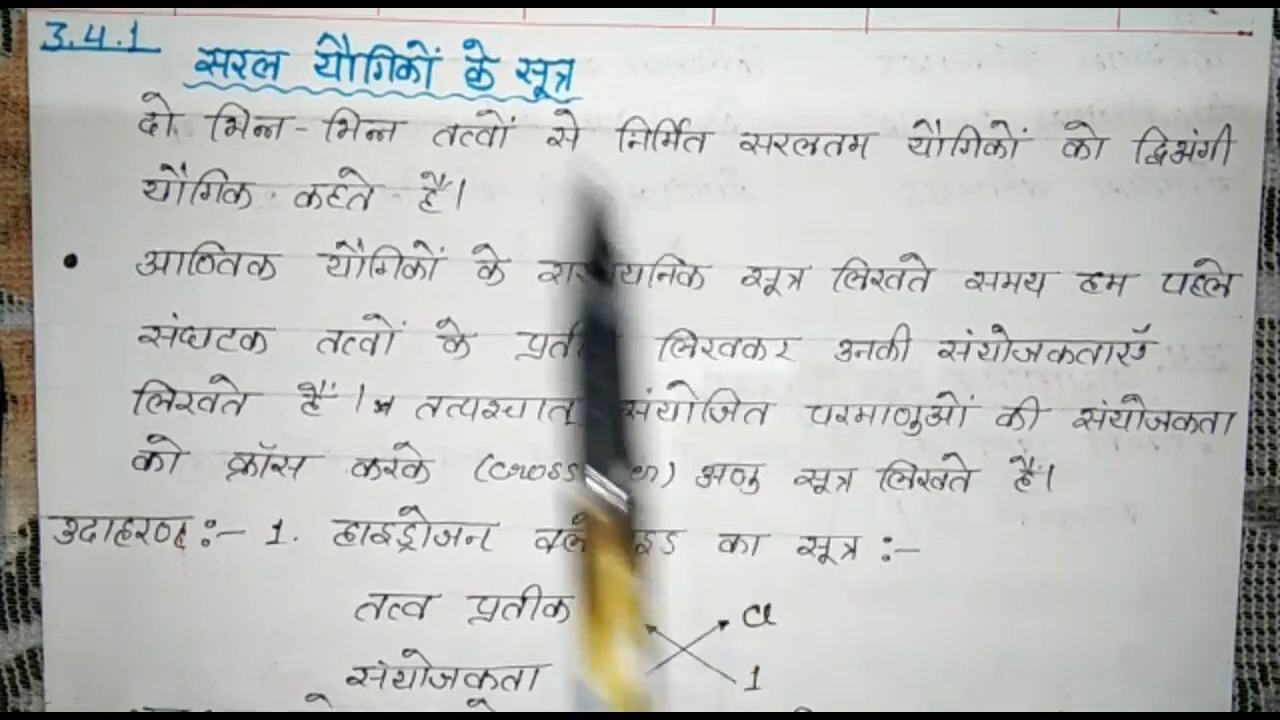 3.4.1 सरल यौगिकों के सूत्र
दो भिन्न-भिन्न तत्वों से निर्मित सरलतम यौगिकों को द्विअंगी
यौगिक कहते है।
• आण्विक यौगिकों के लिखते समय हम पहले
संघटक तत्वों के लिखकर उनकी संयोजकताएँ
लिखते हैं। तत्पश्चात् संयोजित परमाणुओं की संयोजकता
को क्रॉस करके अणु सूत्र लिखते है।
उदाहरण :- 1. हाइड्रोजन का सूत्र :-
तत्व प्रतीक Cl
संयोजकता 1